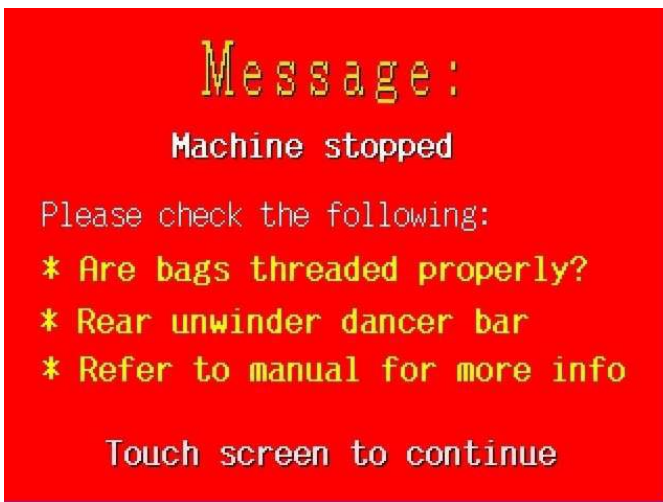 Message:
Machine stopped
Please check the following:
* Are bags threaded properly?
* Rear unwinder dancer bar
* Refer to manual for more info
Touch screen to continue